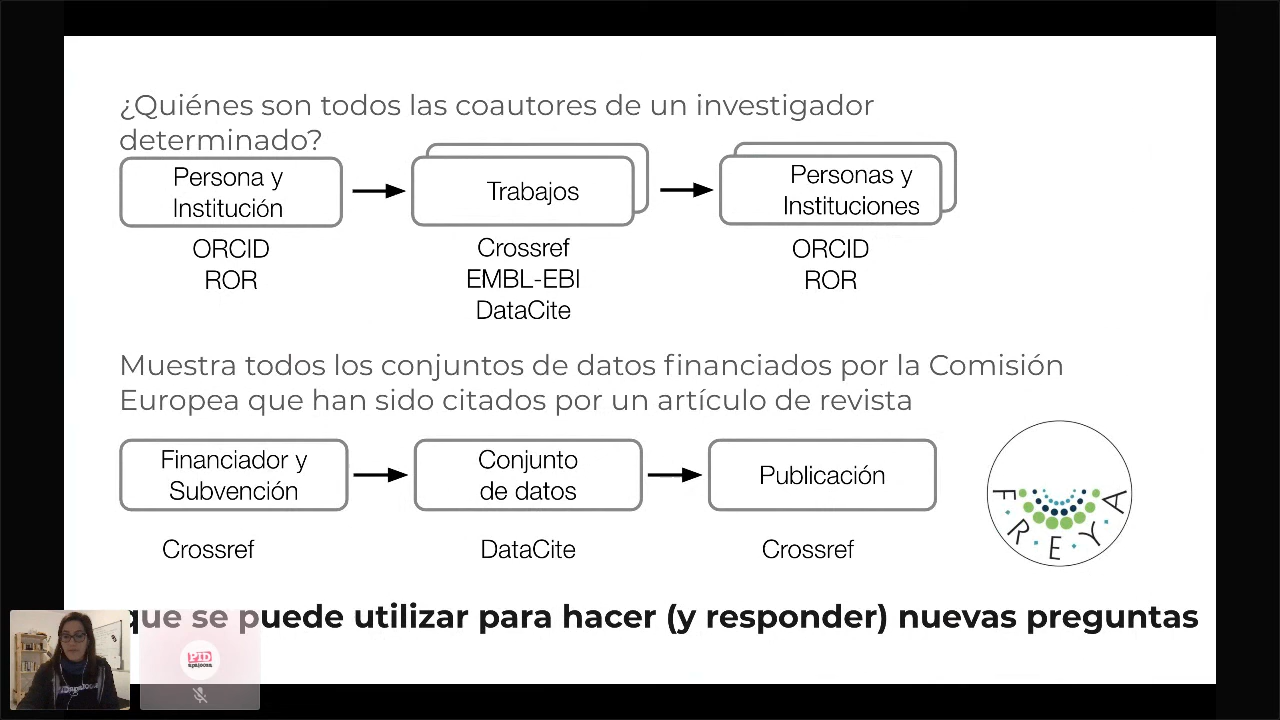 ¿Quiénes son todos las coautores de un investigador
determinado?
Persona y
Institución
Trabajos
Personas y
Instituciones
ORCID
ROR
Crossref
EMBL-EBI
DataCite
ORCID
ROR
Muestra todos los conjuntos de datos financiados por la Comisión
Europea que han sido citados por un artículo de revista
Financiador y
Subvención
Conjunto
de datos
Publicación
Crossref
DataCite
Crossref
F·R·E·Y·A
que se puede utilizar para hacer (y responder) nuevas preguntas
PID
apalooza